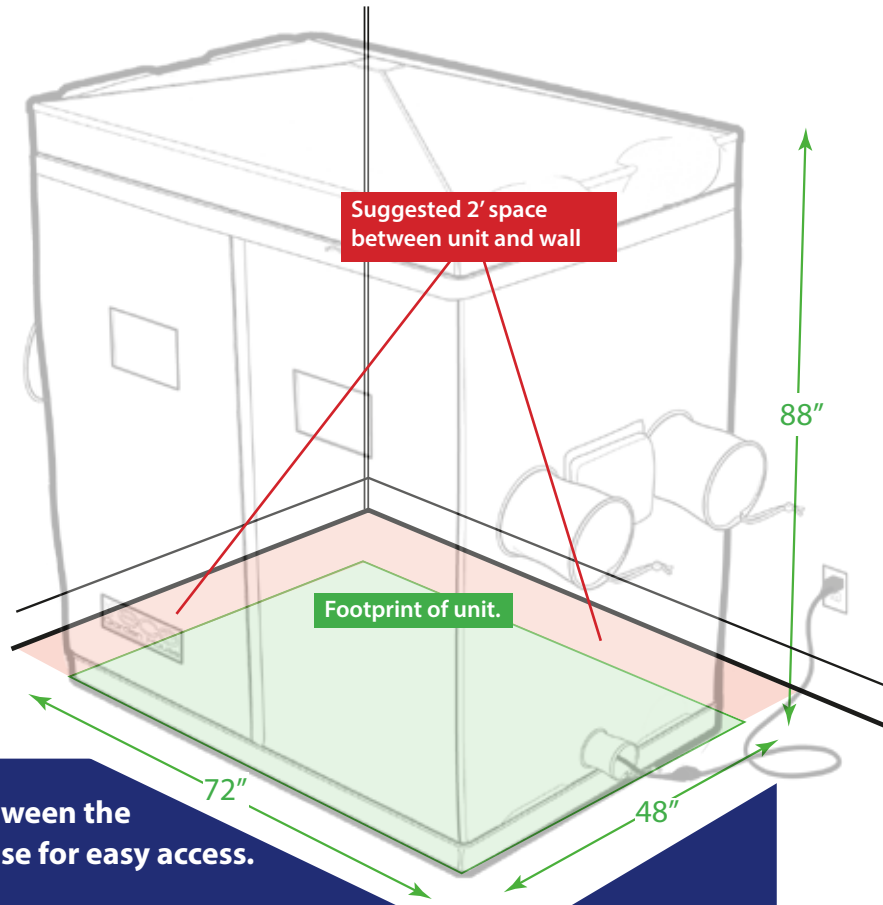 Suggested 2’ space
between unit and wall
88”
Footprint of unit.
72”
48”
ween the
se for easy access.